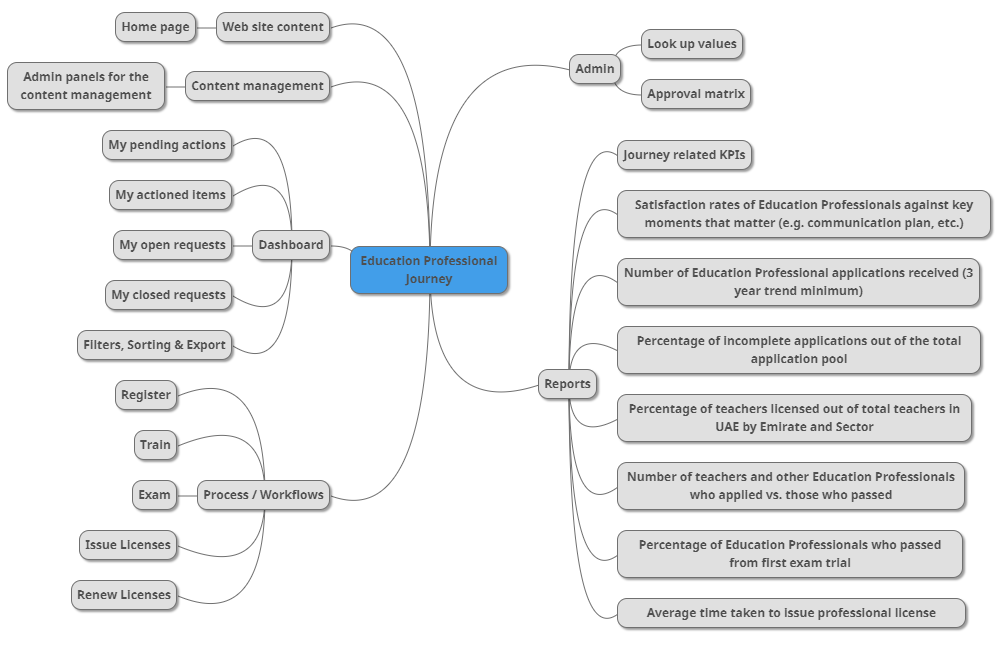 Home page
Web site content
Admin panels for the
content management
Content management
My pending actions
My actioned items
My open requests
My closed requests
Filters, Sorting & Export
Dashboard
Register
Train
Exam
Issue Licenses
Renew Licenses
Process / Workflows
Education Professional
Journey
Admin
Look up values
Approval matrix
Reports
Journey related KPIs
Satisfaction rates of Education Professionals against key
moments that matter (e.g. communication plan, etc.)
Number of Education Professional applications received (3
year trend minimum)
Percentage of incomplete applications out of the total
application pool
Percentage of teachers licensed out of total teachers in
UAE by Emirate and Sector
Number of teachers and other Education Professionals
who applied vs. those who passed
Percentage of Education Professionals who passed
from first exam trial
Average time taken to issue professional license